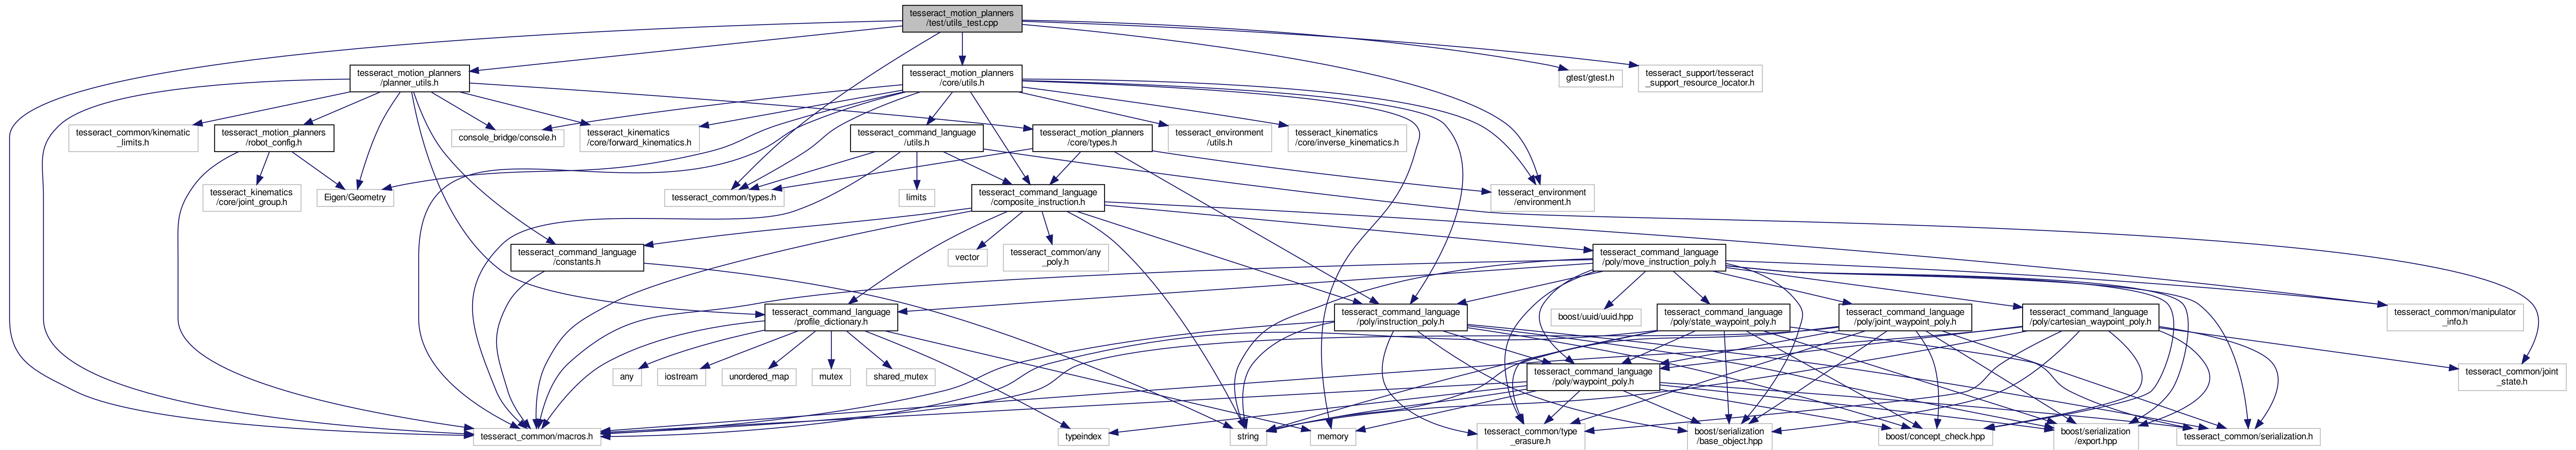 tesseract_motion_planners
/test/utils_test.cpp
tesseract_motion_planners
/planner_utils.h
tesseract_motion_planners
/core/utils.h
gtest/gtest.h
tesseract_support/tesseract
_support_resource_locator.h
tesseract_common/kinematic
_limits.h
tesseract_motion_planners
/robot_config.h
console_bridge/console.h
tesseract_kinematics
/core/forward_kinematics.h
tesseract_command_language
/utils.h
tesseract_motion_planners
/core/types.h
tesseract_environment
/utils.h
tesseract_kinematics
/core/inverse_kinematics.h
tesseract_kinematics
/core/joint_group.h
Eigen/Geometry
tesseract_common/types.h
limits
tesseract_command_language
/composite_instruction.h
tesseract_environment
/environment.h
tesseract_command_language
/constants.h
vector
tesseract_common/any
_poly.h
tesseract_command_language
/poly/move_instruction_poly.h
tesseract_command_language
/profile_dictionary.h
tesseract_command_language
/poly/instruction_poly.h
boost/uuid/uuid.hpp
tesseract_command_language
/poly/state_waypoint_poly.h
tesseract_command_language
/poly/joint_waypoint_poly.h
tesseract_command_language
/poly/cartesian_waypoint_poly.h
tesseract_common/manipulator
_info.h
any
iostream
unordered_map
mutex
shared_mutex
tesseract_command_language
/poly/waypoint_poly.h
tesseract_common/joint
_state.h
tesseract_common/macros.h
typeindex
string
memory
tesseract_common/type
_erasure.h
boost/serialization
/base_object.hpp
boost/concept_check.hpp
boost/serialization
/export.hpp
tesseract_common/serialization.h